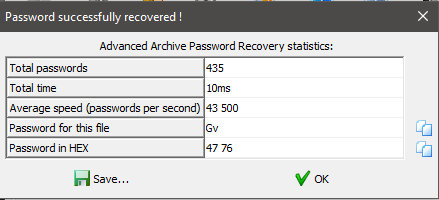 Password successfully recovered !
Advanced Archive Password Recovery statistics:
Total passwords 435
Total time 10ms
Average speed (passwords per second) 43 500
Password for this file Gv
Password in HEX 47 76
Save... OK